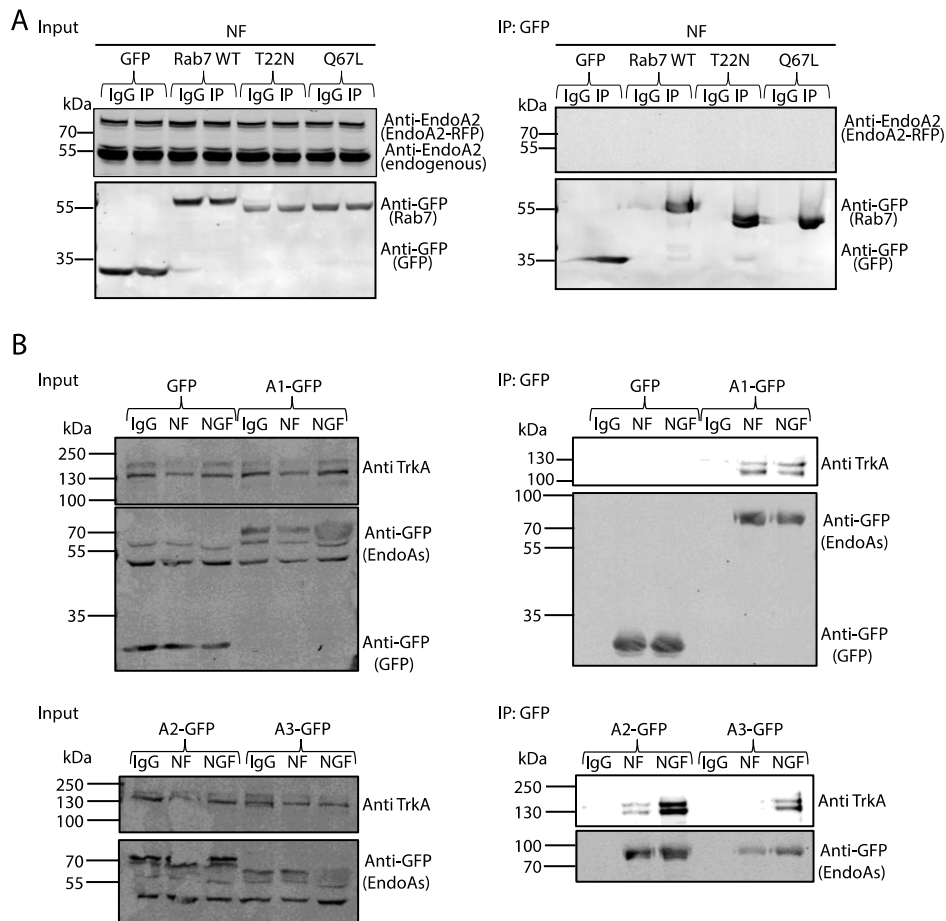 A
Input
NF
GFP Rab7 WT T22N Q67L
IgG IP IgG IP IgG IP IgG IP
kDa
70
55
Anti-EndoA2
(EndoA2-RFP)
Anti-EndoA2
(endogenous)
55
35
Anti-GFP
(Rab7)
Anti-GFP
(GFP)
IP: GFP
NF
GFP Rab7 WT T22N Q67L
IgG IP IgG IP IgG IP IgG IP
kDa
70
55
Anti-EndoA2
(EndoA2-RFP)
55
35
Anti-GFP
(Rab7)
Anti-GFP
(GFP)
B
Input
GFP A1-GFP
IgG NF NGF IgG NF NGF
kDa
250
130
100
Anti TrkA
70
55
35
Anti-GFP
(EndoAs)
Anti-GFP
(GFP)
IP: GFP
GFP A1-GFP
IgG NF NGF IgG NF NGF
kDa
130
100
Anti TrkA
100
70
55
35
Anti-GFP
(EndoAs)
Anti-GFP
(GFP)
Input
A2-GFP A3-GFP
IgG NF NGF IgG NF NGF
kDa
250
130
100
Anti TrkA
70
55
Anti-GFP
(EndoAs)
IP: GFP
A2-GFP A3-GFP
IgG NF NGF IgG NF NGF
kDa
250
130
Anti TrkA
100
70
Anti-GFP
(EndoAs)